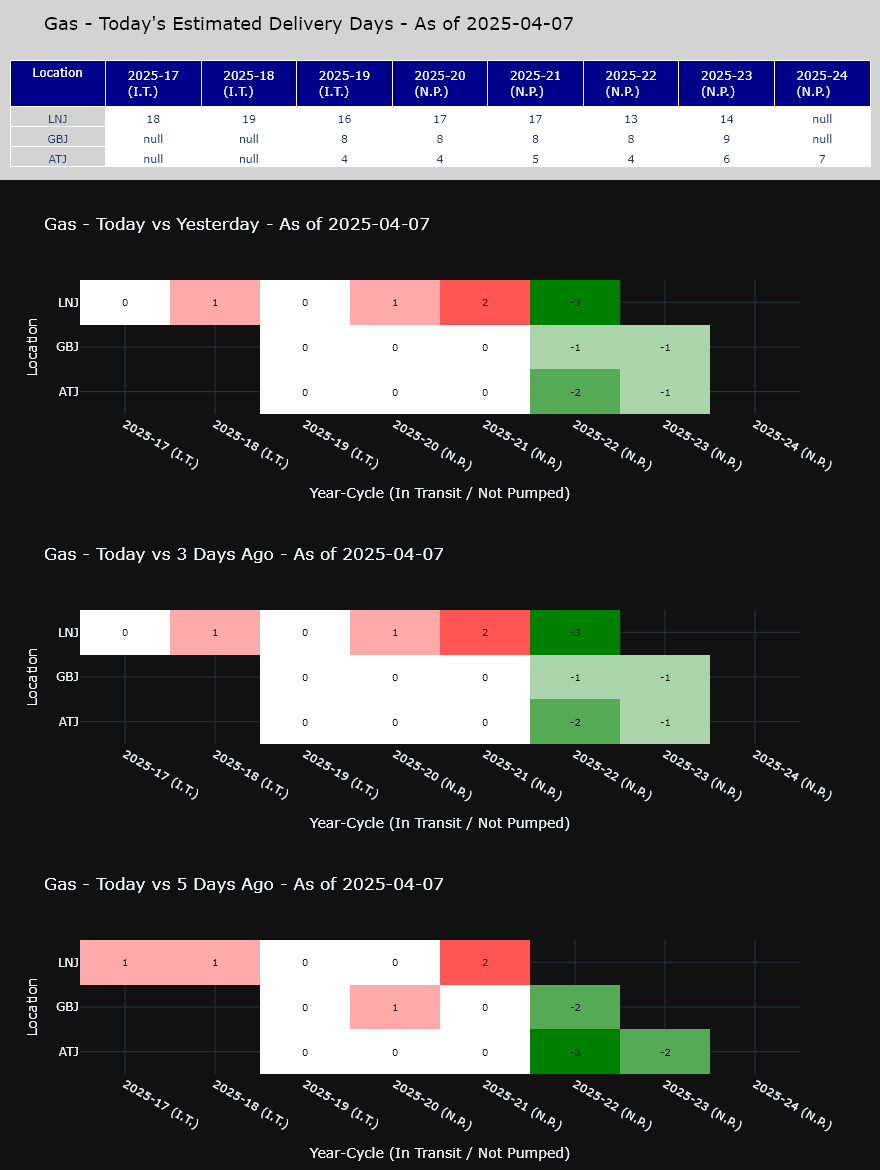 Gas - Today's Estimated Delivery Days - As of 2025-04-07
Location 2025-17 (I.T.) 2025-18 (I.T.) 2025-19 (I.T.) 2025-20 (N.P.) 2025-21 (N.P.) 2025-22 (N.P.) 2025-23 (N.P.) 2025-24 (N.P.)
LNJ 18 19 16 17 17 13 14 null
GBJ null null 8 8 8 8 9 null
ATJ null null 4 4 5 4 6 7
Gas - Today vs Yesterday - As of 2025-04-07
Location
LNJ 0 1 0 1 2 -3
GBJ 0 0 0 -1 -1
ATJ 0 0 0 -2 -1
2025-17 (I.T.) 2025-18 (I.T.) 2025-19 (I.T.) 2025-20 (N.P.) 2025-21 (N.P.) 2025-22 (N.P.) 2025-23 (N.P.) 2025-24 (N.P.)
Year-Cycle (In Transit / Not Pumped)
Gas - Today vs 3 Days Ago - As of 2025-04-07
Location
LNJ 0 1 0 1 2 -3
GBJ 0 0 0 -1 -1
ATJ 0 0 0 -2 -1
2025-17 (I.T.) 2025-18 (I.T.) 2025-19 (I.T.) 2025-20 (N.P.) 2025-21 (N.P.) 2025-22 (N.P.) 2025-23 (N.P.) 2025-24 (N.P.)
Year-Cycle (In Transit / Not Pumped)
Gas - Today vs 5 Days Ago - As of 2025-04-07
Location
LNJ 1 1 0 0 2
GBJ 0 1 0 -2
ATJ 0 0 0 -3 -2
2025-17 (I.T.) 2025-18 (I.T.) 2025-19 (I.T.) 2025-20 (N.P.) 2025-21 (N.P.) 2025-22 (N.P.) 2025-23 (N.P.) 2025-24 (N.P.)
Year-Cycle (In Transit / Not Pumped)